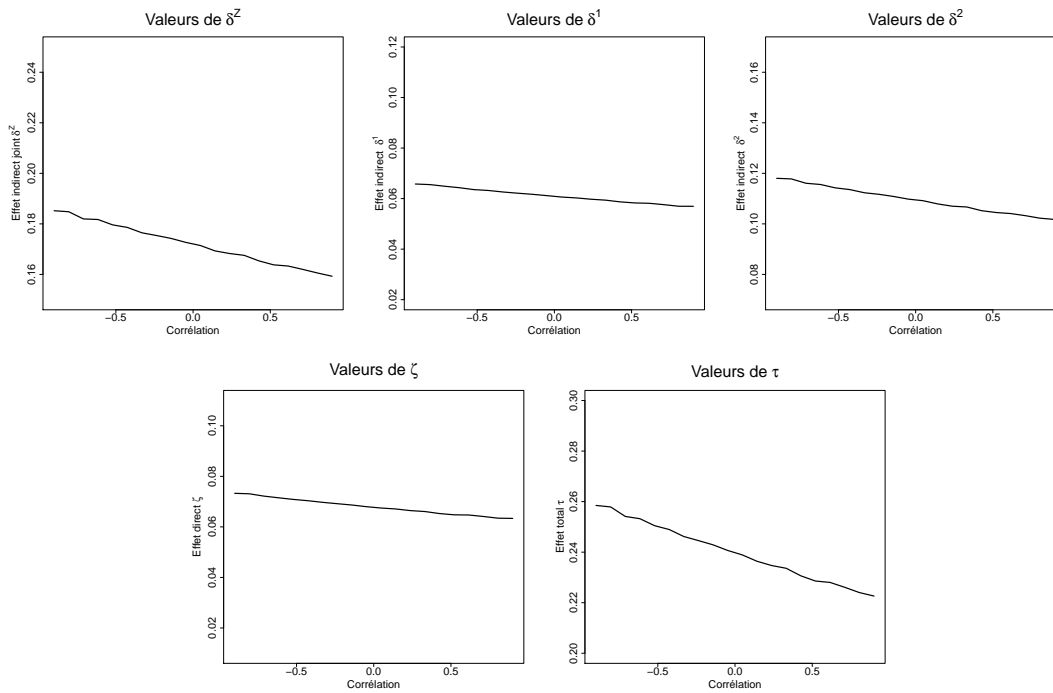 Valeurs de δ^Z
Effet indirect joint δ^Z
0.16 0.18 0.20 0.22 0.24
−0.5 0.0 0.5
Corrélation
Valeurs de δ^1
Effet indirect δ^1
0.02 0.04 0.06 0.08 0.10 0.12
−0.5 0.0 0.5
Corrélation
Valeurs de δ^2
Effet indirect δ^2
0.08 0.10 0.12 0.14 0.16
−0.5 0.0 0.5
Corrélation
Valeurs de ζ
Effet direct ζ
0.02 0.04 0.06 0.08 0.10
−0.5 0.0 0.5
Corrélation
Valeurs de τ
Effet total τ
0.20 0.22 0.24 0.26 0.28 0.30
−0.5 0.0 0.5
Corrélation